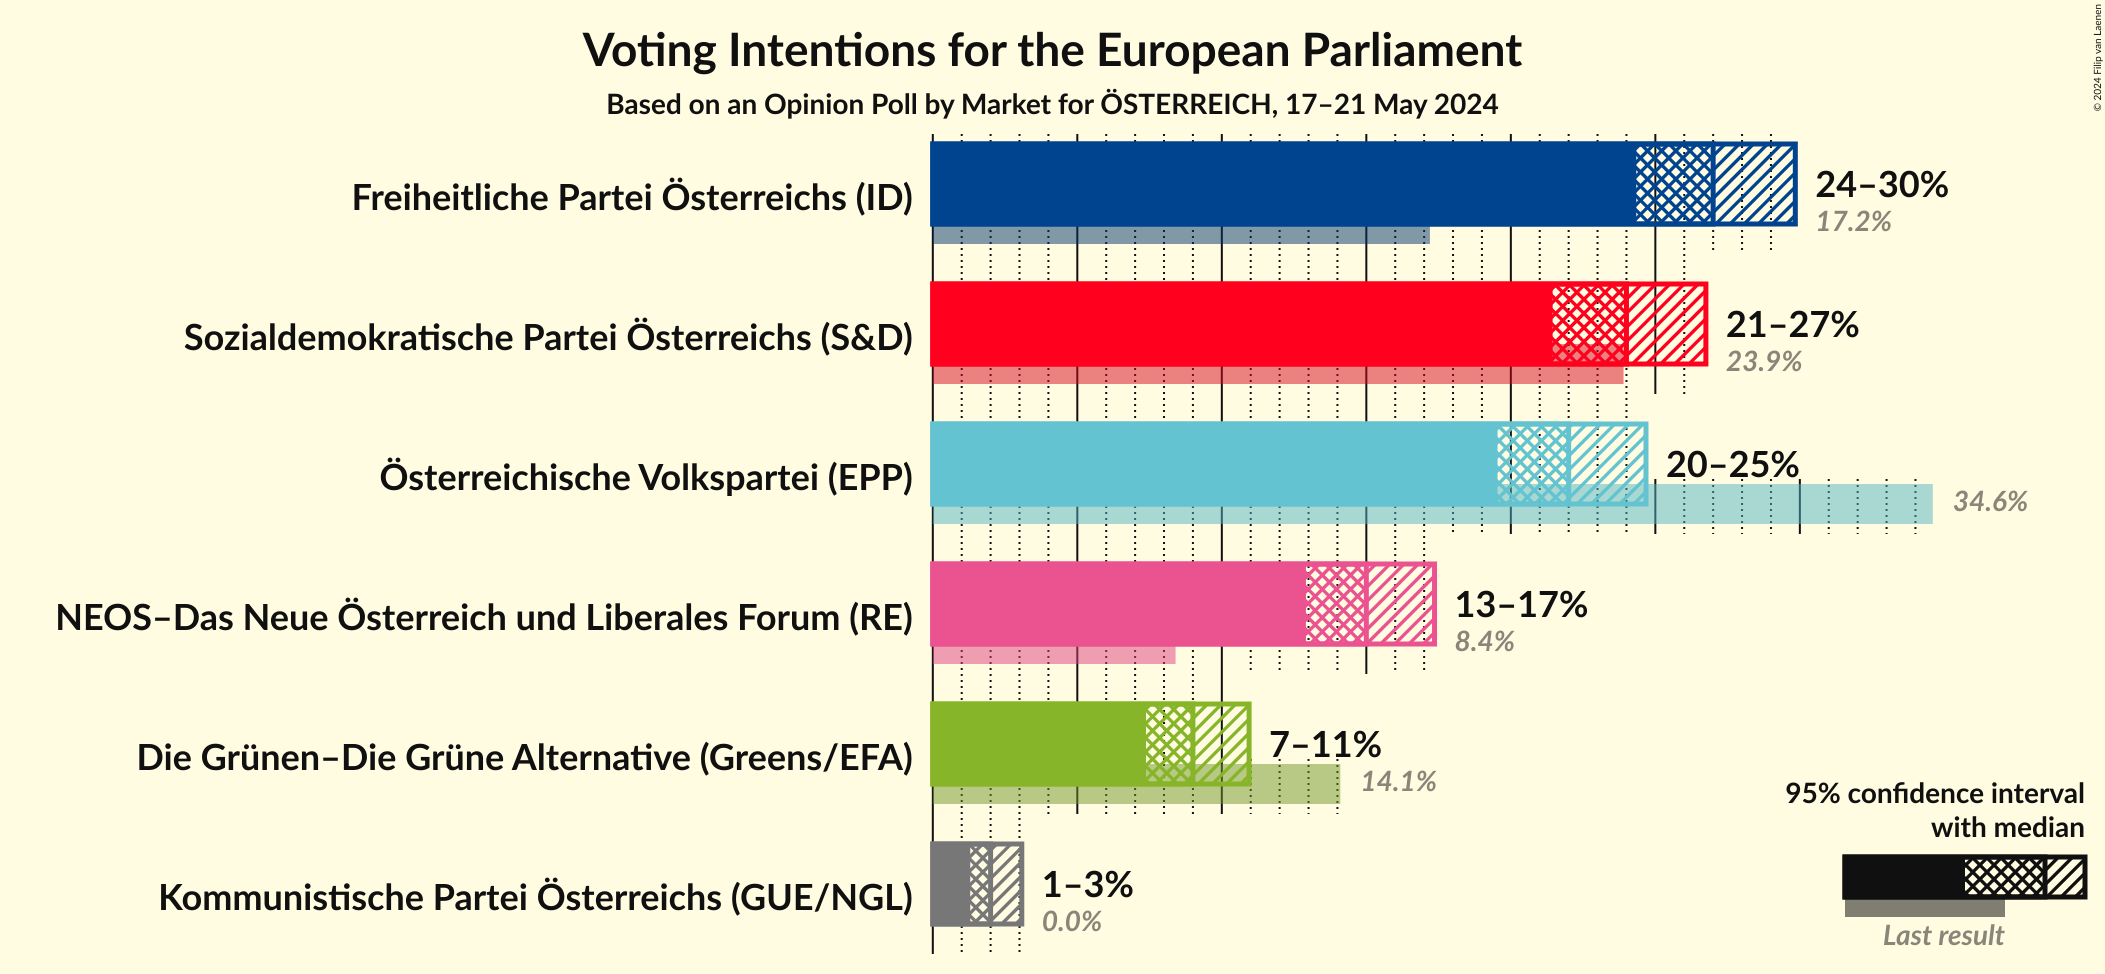 Voting Intentions for the European Parliament
Based on an Opinion Poll by Market for ÖSTERREICH, 17–21 May 2024
© 2024 Filip van Laenen
Freiheitliche Partei Österreichs (ID)
24–30%
17.2%
Sozialdemokratische Partei Österreichs (S&D)
21–27%
23.9%
Österreichische Volkspartei (EPP)
20–25%
34.6%
NEOS–Das Neue Österreich und Liberales Forum (RE)
13–17%
8.4%
Die Grünen–Die Grüne Alternative (Greens/EFA)
7–11%
14.1%
Kommunistische Partei Österreichs (GUE/NGL)
1–3%
0.0%
95% confidence interval
with median
Last result